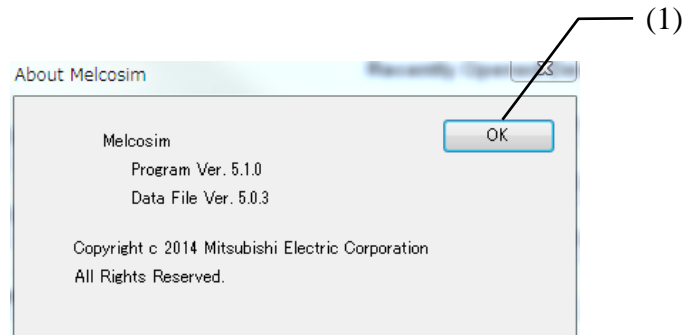 (1)
About Melcosim
OK
Melcosim
Program Ver. 5.1.0
Data File Ver. 5.0.3
Copyright c 2014 Mitsubishi Electric Corporation
All Rights Reserved.